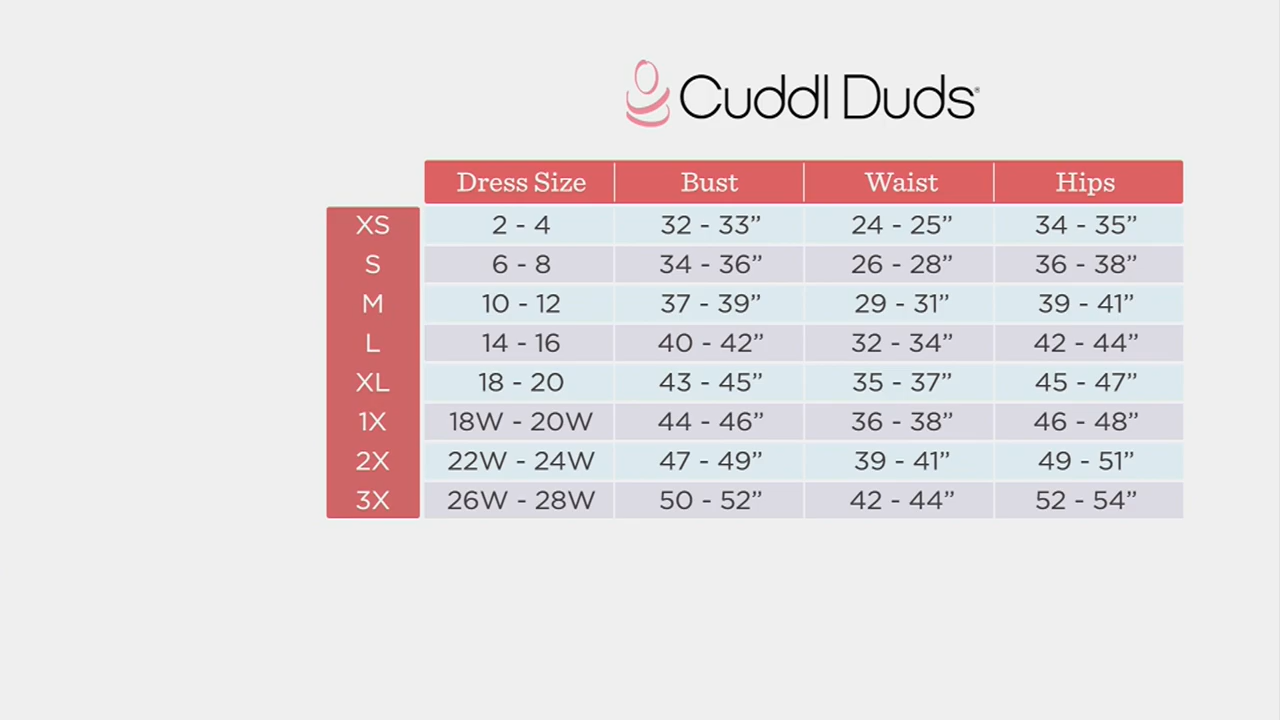 Cuddl Duds®
Dress Size Bust Waist Hips
XS 2 - 4 32 - 33” 24 - 25” 34 - 35”
S 6 - 8 34 - 36” 26 - 28” 36 - 38”
M 10 - 12 37 - 39” 29 - 31” 39 - 41”
L 14 - 16 40 - 42” 32 - 34” 42 - 44”
XL 18 - 20 43 - 45” 35 - 37” 45 - 47”
1X 18W - 20W 44 - 46” 36 - 38” 46 - 48”
2X 22W - 24W 47 - 49” 39 - 41” 49 - 51”
3X 26W - 28W 50 - 52” 42 - 44” 52 - 54”